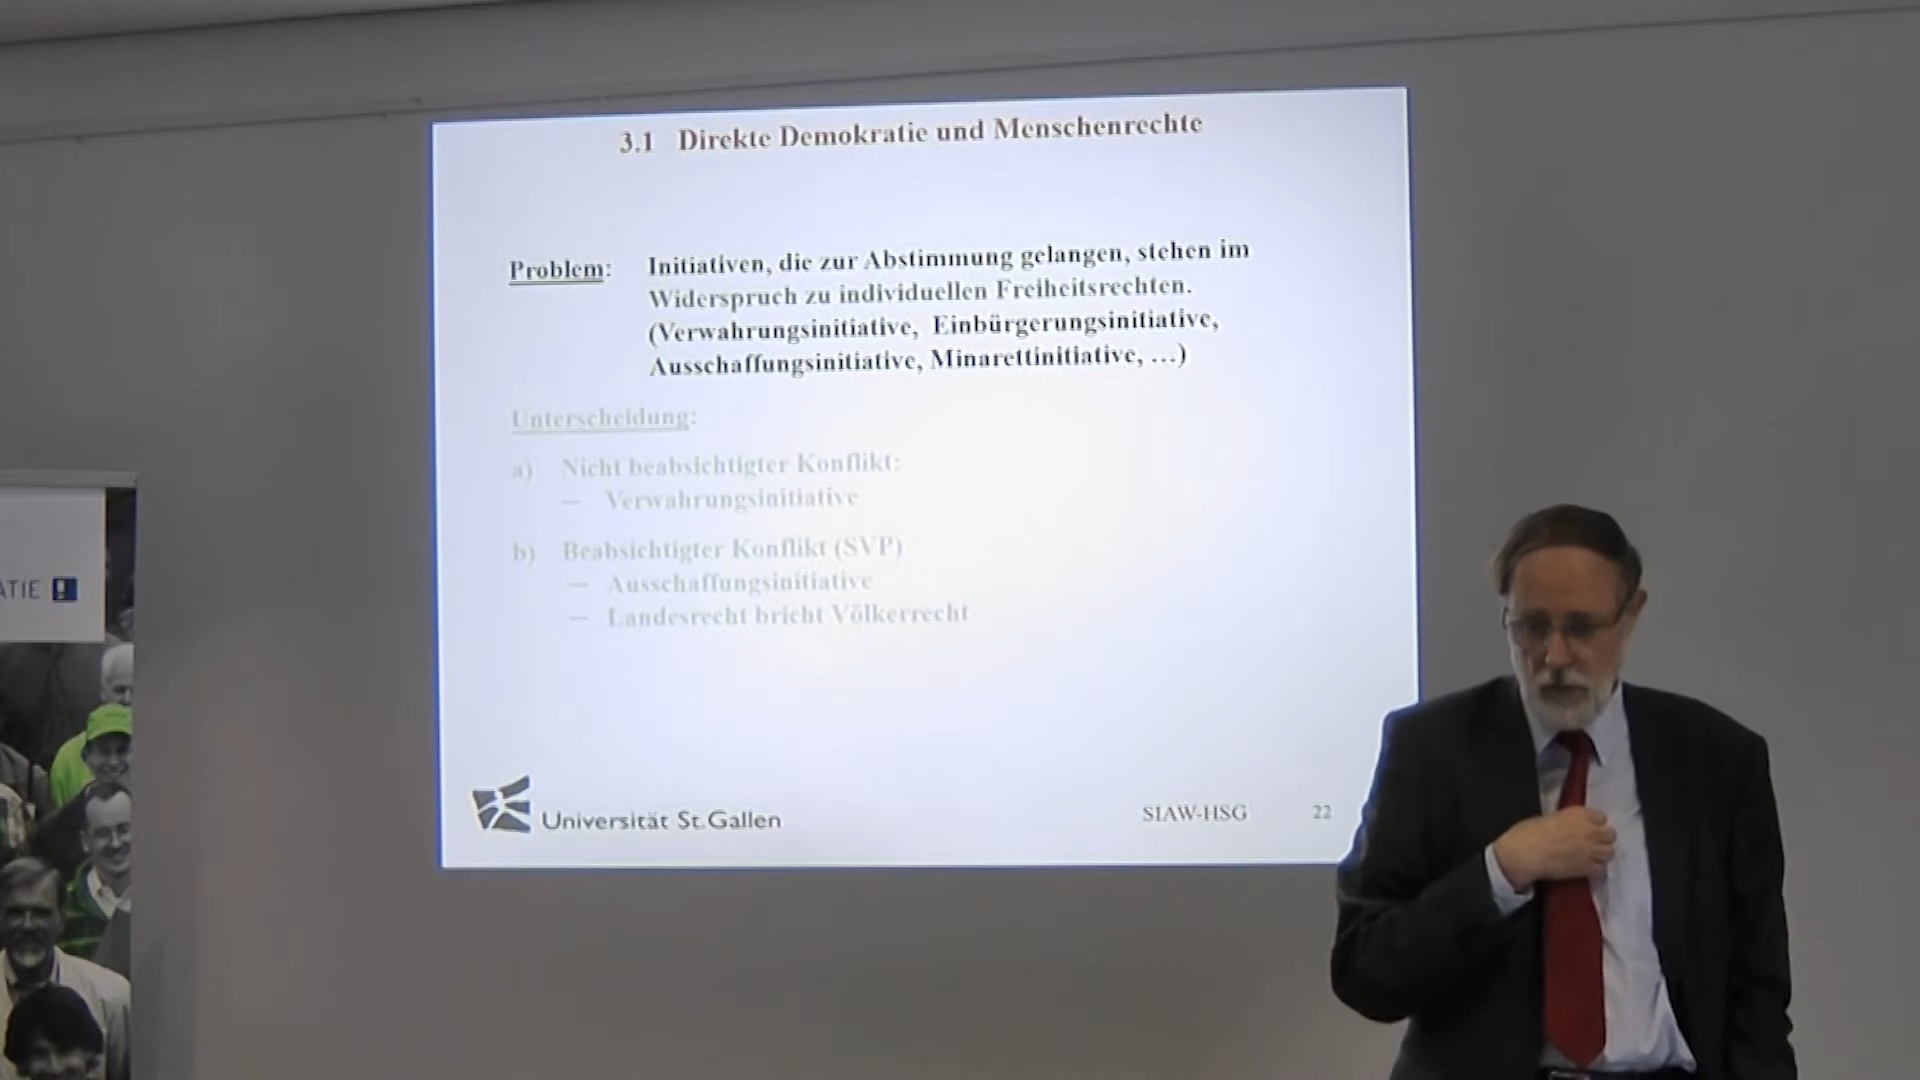 3.1 Direkte Demokratie und Menschenrechte
Problem: Initiativen, die zur Abstimmung gelangen, stehen im
Widerspruch zu individuellen Freiheitsrechten.
(Verwahrungsinitiative, Einbürgerungsinitiative,
Ausschaffungsinitiative, Minarettinitiative, …)
Unterscheidung:
a) Nicht beabsichtigter Konflikt:
– Verwahrungsinitiative
b) Beabsichtigter Konflikt (SVP)
– Ausschaffungsinitiative
– Landesrecht bricht Völkerrecht
Universität St.Gallen
SIAW-HSG 22
ATIE !